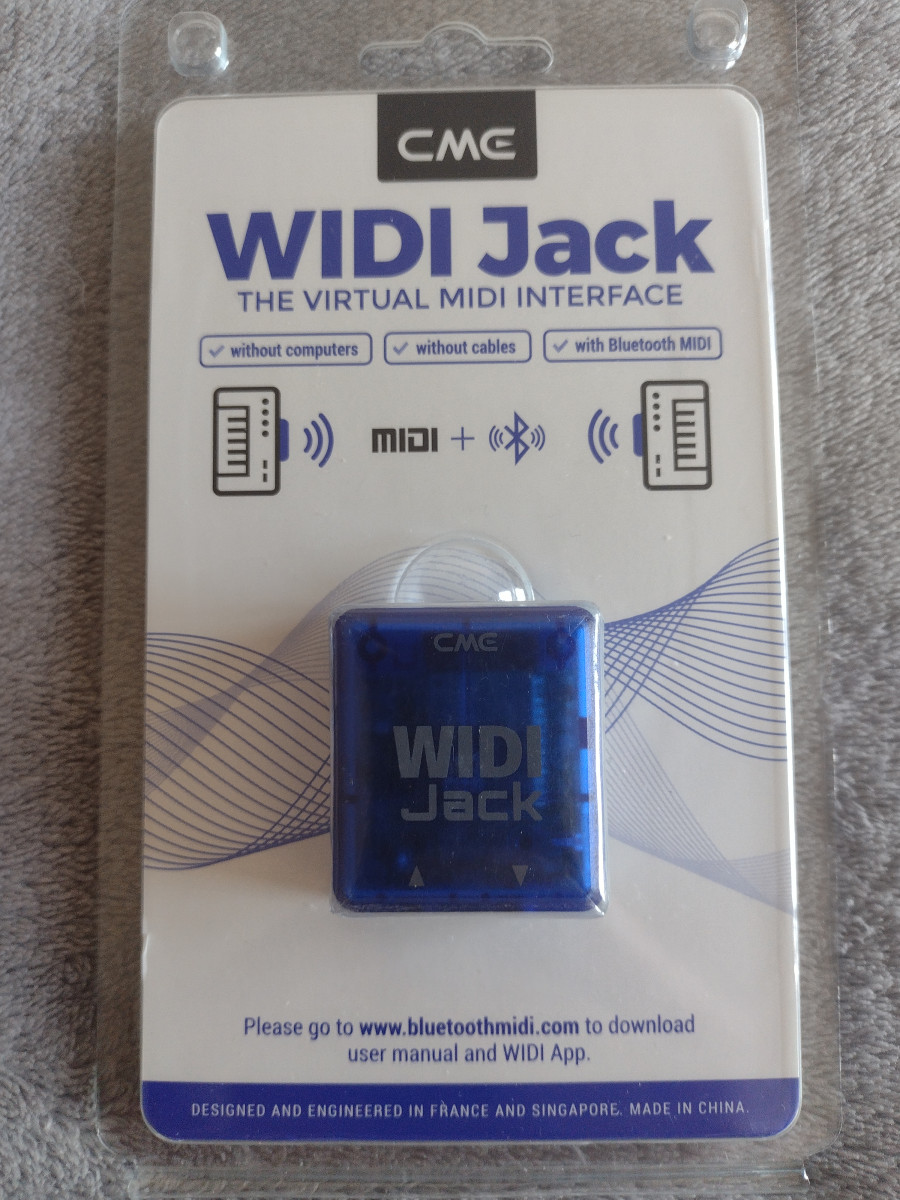 CME
WIDI Jack
THE VIRTUAL MIDI INTERFACE
without computers
without cables
with Bluetooth MIDI
MIDI +
CME
WIDI
Jack
Please go to www.bluetoothmidi.com to download
user manual and WIDI App.
DESIGNED AND ENGINEERED IN FRANCE AND SINGAPORE. MADE IN CHINA.